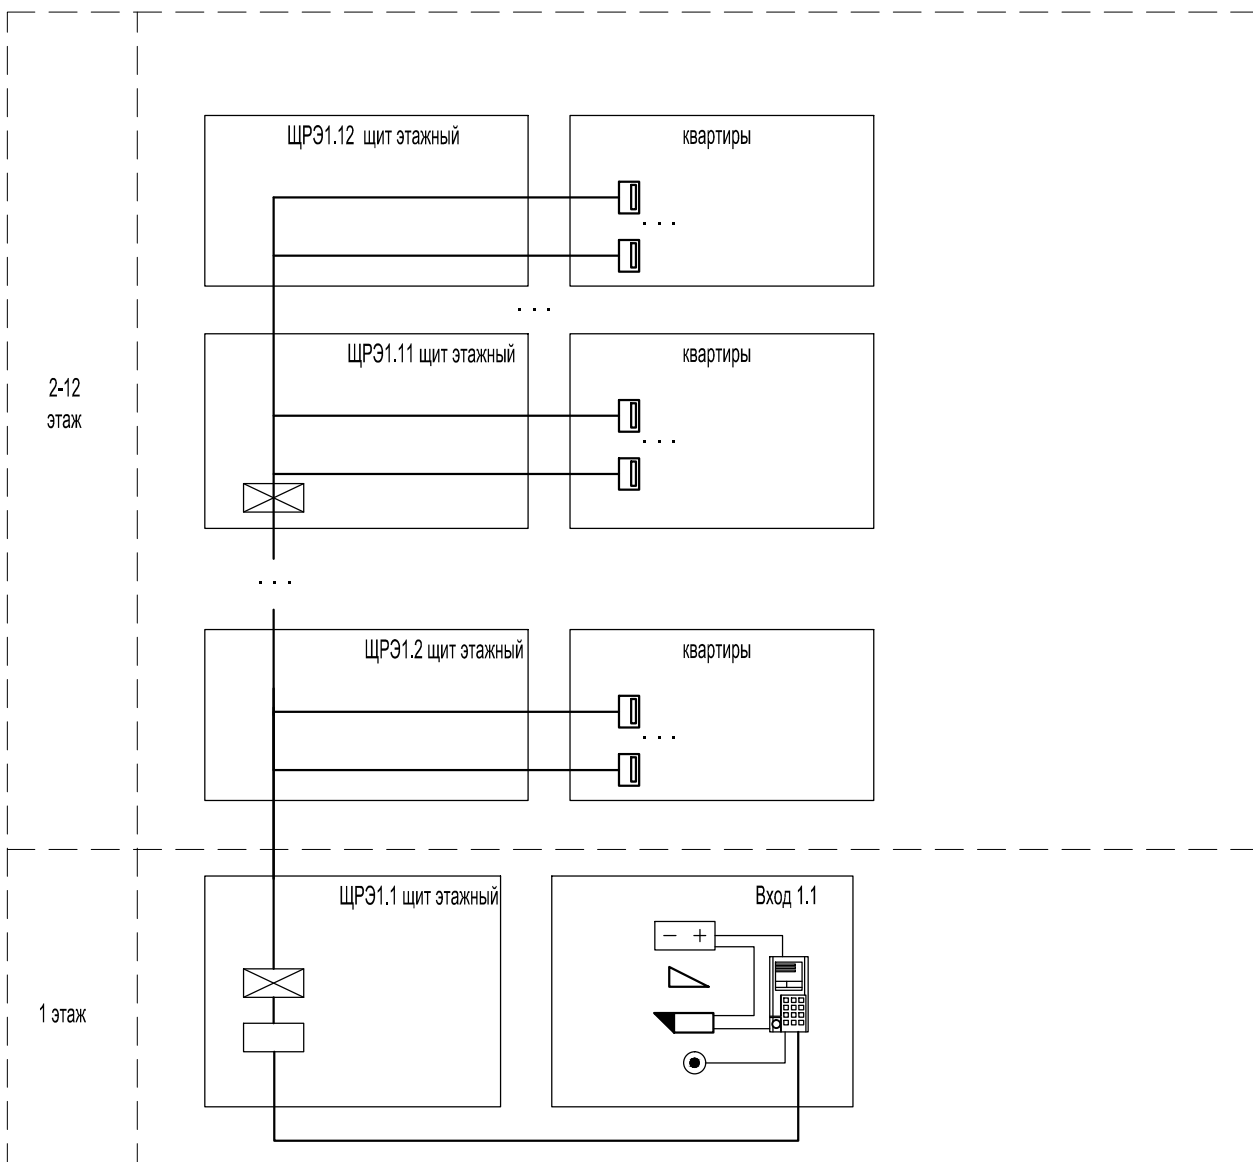 ЩРЭ1.12 щит этажный
квартиры
. . .
. . .
ЩРЭ1.11 щит этажный
квартиры
2-12
этаж
. . .
. . .
ЩРЭ1.2 щит этажный
квартиры
. . .
ЩРЭ1.1 щит этажный
Вход 1.1
− +
1 этаж